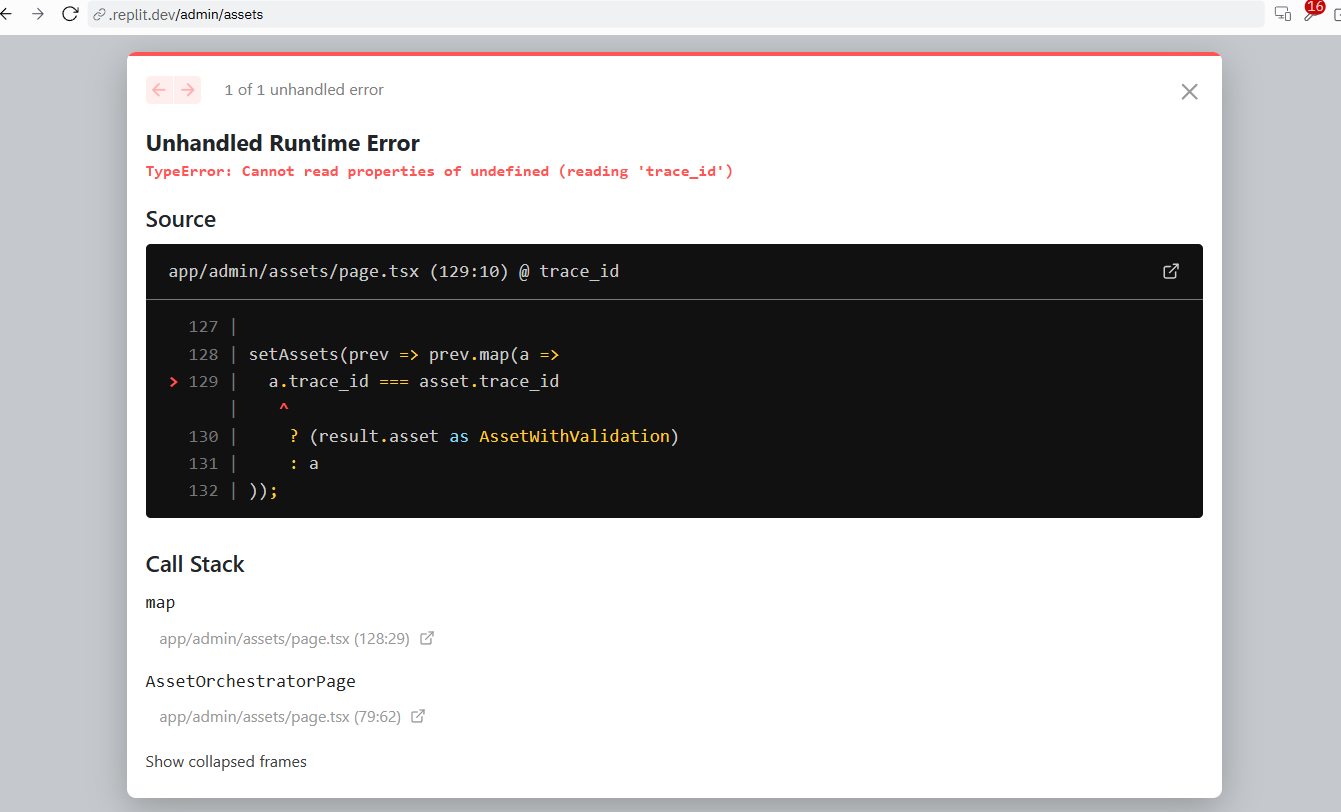 .replit.dev/admin/assets
16
1 of 1 unhandled error
Unhandled Runtime Error
TypeError: Cannot read properties of undefined (reading 'trace_id')
Source
app/admin/assets/page.tsx (129:10) @ trace_id
127 |
128 | setAssets(prev => prev.map(a =>
> 129 |   a.trace_id === asset.trace_id
|    ^
130 |    ? (result.asset as AssetWithValidation)
131 |    : a
132 | ));
Call Stack
map
app/admin/assets/page.tsx (128:29)
AssetOrchestratorPage
app/admin/assets/page.tsx (79:62)
Show collapsed frames